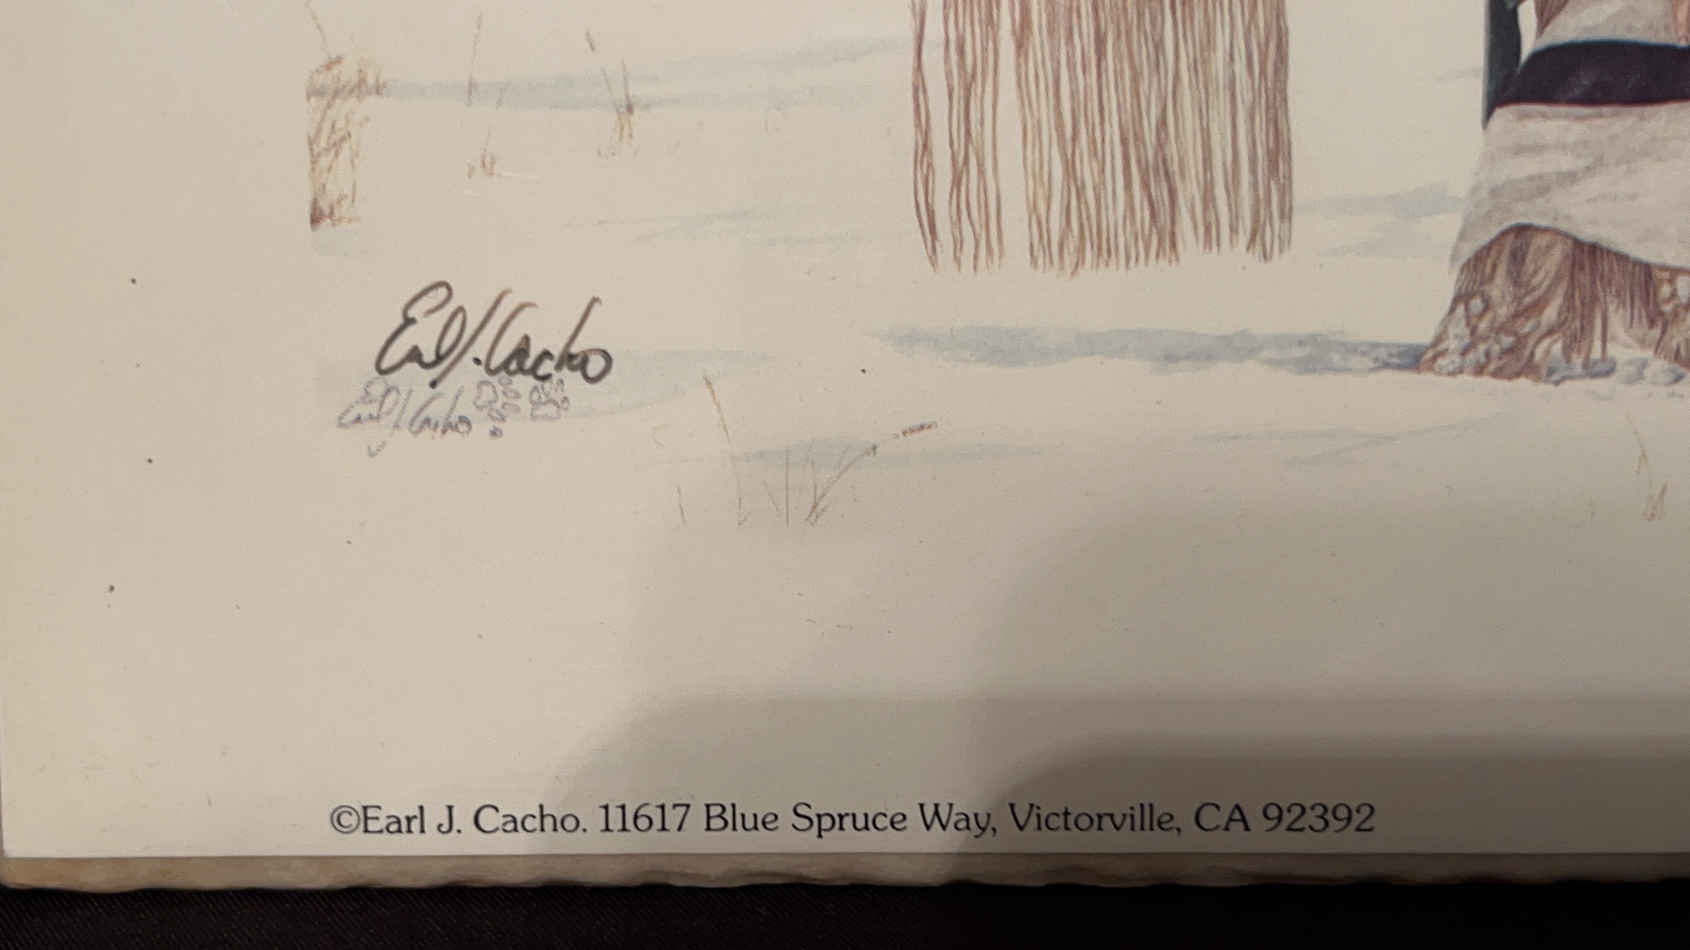 Earl J. Cacho
Earl J. Cacho
©Earl J. Cacho. 11617 Blue Spruce Way, Victorville, CA 92392